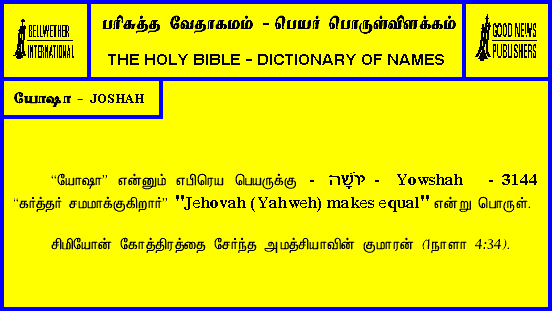 BELLWETHER
INTERNATIONAL
பரிசுத்த வேதாகமம் - பெயர் பொருள்விளக்கம்
THE HOLY BIBLE - DICTIONARY OF NAMES
GOOD NEWS
PUBLISHERS
யோஷா - JOSHAH
“யோஷா” என்னும் எபிரெய பெயருக்கு - יוֹשָׁה - Yowshah - 3144
“கர்த்தர் சமமாக்குகிறார்” "Jehovah (Yahweh) makes equal" என்று பொருள்.
சிமியோன் கோத்திரத்தை சேர்ந்த அமத்சியாவின் குமாரன் (1நாளா 4:34).